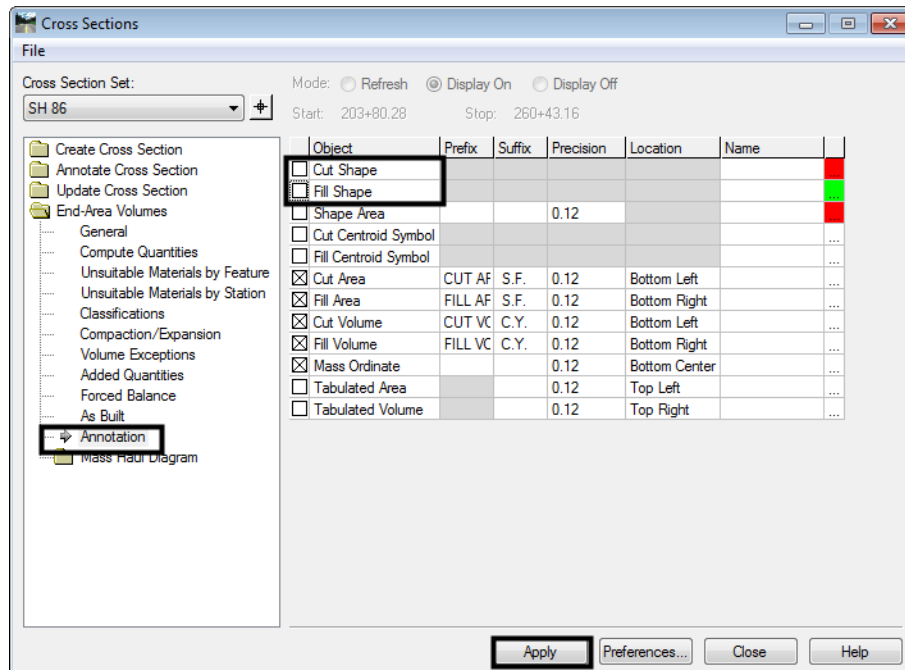 Cross Sections
File
Cross Section Set:
SH 86
Mode: Refresh Display On Display Off
Start: 203+80.28 Stop: 260+43.16
Create Cross Section
Annotate Cross Section
Update Cross Section
End-Area Volumes
General
Compute Quantities
Unsuitable Materials by Feature
Unsuitable Materials by Station
Classifications
Compaction/Expansion
Volume Exceptions
Added Quantities
Forced Balance
As Built
Annotation
Mass Haul Diagram
Object Prefix Suffix Precision Location Name
Cut Shape
Fill Shape ...
Shape Area 0.12
Cut Centroid Symbol ...
Fill Centroid Symbol ...
Cut Area CUT AF S.F. 0.12 Bottom Left ...
Fill Area FILL AF S.F. 0.12 Bottom Right ...
Cut Volume CUT VC C.Y. 0.12 Bottom Left ...
Fill Volume FILL VC C.Y. 0.12 Bottom Right ...
Mass Ordinate 0.12 Bottom Center ...
Tabulated Area 0.12 Top Left ...
Tabulated Volume 0.12 Top Right ...
Apply Preferences... Close Help